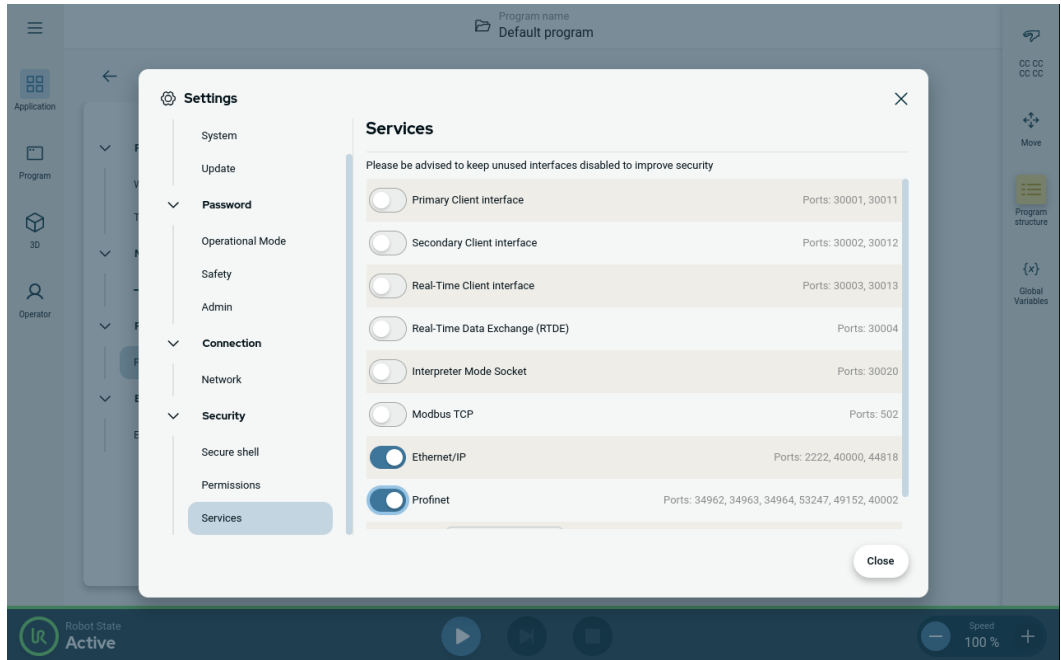 Program name
Default program
Application
Program
3D
Operator
Settings
System
Update
Password
Operational Mode
Safety
Admin
Connection
Network
Security
Secure shell
Permissions
Services
Services
Please be advised to keep unused interfaces disabled to improve security
Primary Client interface Ports: 30001, 30011
Secondary Client interface Ports: 30002, 30012
Real-Time Client interface Ports: 30003, 30013
Real-Time Data Exchange (RTDE) Ports: 30004
Interpreter Mode Socket Ports: 30020
Modbus TCP Ports: 502
Ethernet/IP Ports: 2222, 40000, 44818
Profinet Ports: 34962, 34963, 34964, 53247, 49152, 40002
Close
CC CC
CC CC
Move
Program
structure
{x}
Global
Variables
UR
Robot State
Active
Speed
100 %